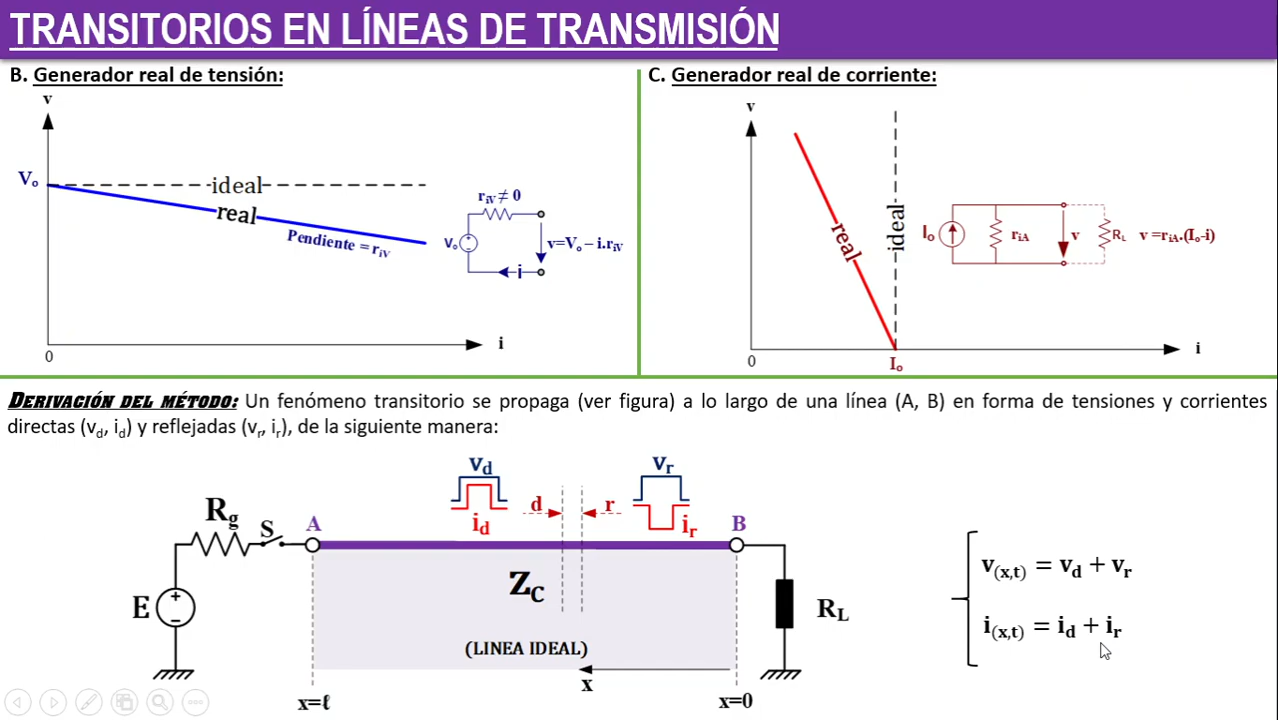 TRANSITORIOS EN LÍNEAS DE TRANSMISIÓN
B. Generador real de tensión:
v
Vₒ
ideal
real
Pendiente = rᵢV
rᵢV ≠ 0
Vₒ
+
−
v=Vₒ – i.rᵢV
i
0
i
C. Generador real de corriente:
v
real
ideal
Iₒ
rᵢA
v
RL
v =rᵢA.(Iₒ-i)
0
Iₒ
i
DERIVACIÓN DEL MÉTODO: Un fenómeno transitorio se propaga (ver figura) a lo largo de una línea (A, B) en forma de tensiones y corrientes
directas (vd, id) y reflejadas (vr, ir), de la siguiente manera:
Vd
id
d
r
Vr
ir
Rg
S
A
B
E
+
−
ZC
RL
(LINEA IDEAL)
x
x=ℓ
x=0
v(x,t) = vd + vr
i(x,t) = id + ir